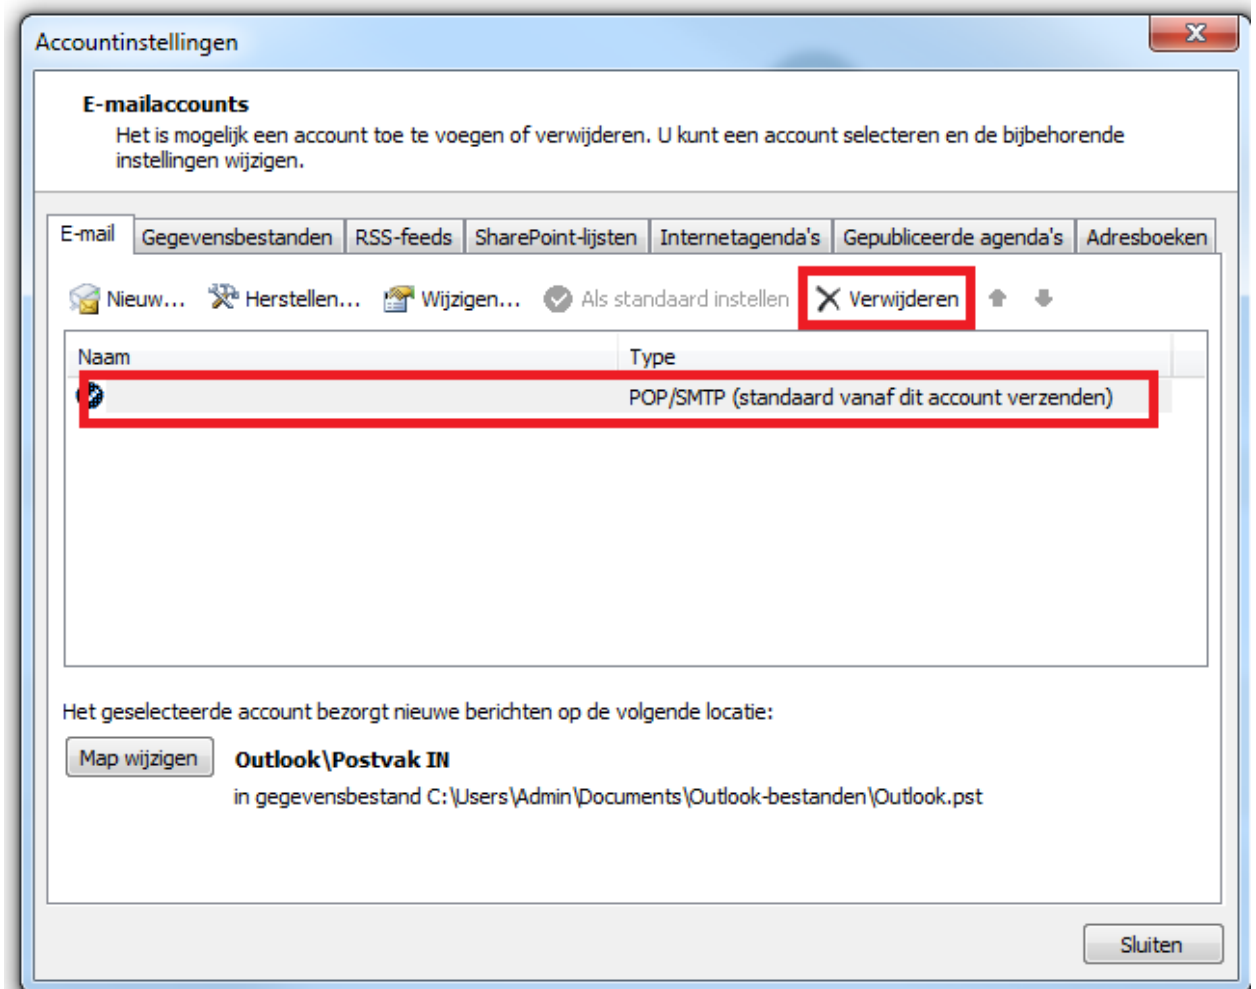 Accountinstellingen
E-mailaccounts
Het is mogelijk een account toe te voegen of verwijderen. U kunt een account selecteren en de bijbehorende
instellingen wijzigen.
E-mail Gegevensbestanden RSS-feeds SharePoint-lijsten Internetagenda's Gepubliceerde agenda's Adresboeken
Nieuw... Herstellen... Wijzigen... Als standaard instellen Verwijderen
Naam Type
POP/SMTP (standaard vanaf dit account verzenden)
Het geselecteerde account bezorgt nieuwe berichten op de volgende locatie:
Map wijzigen Outlook\Postvak IN
in gegevensbestand C:\Users\Admin\Documents\Outlook-bestanden\Outlook.pst
Sluiten